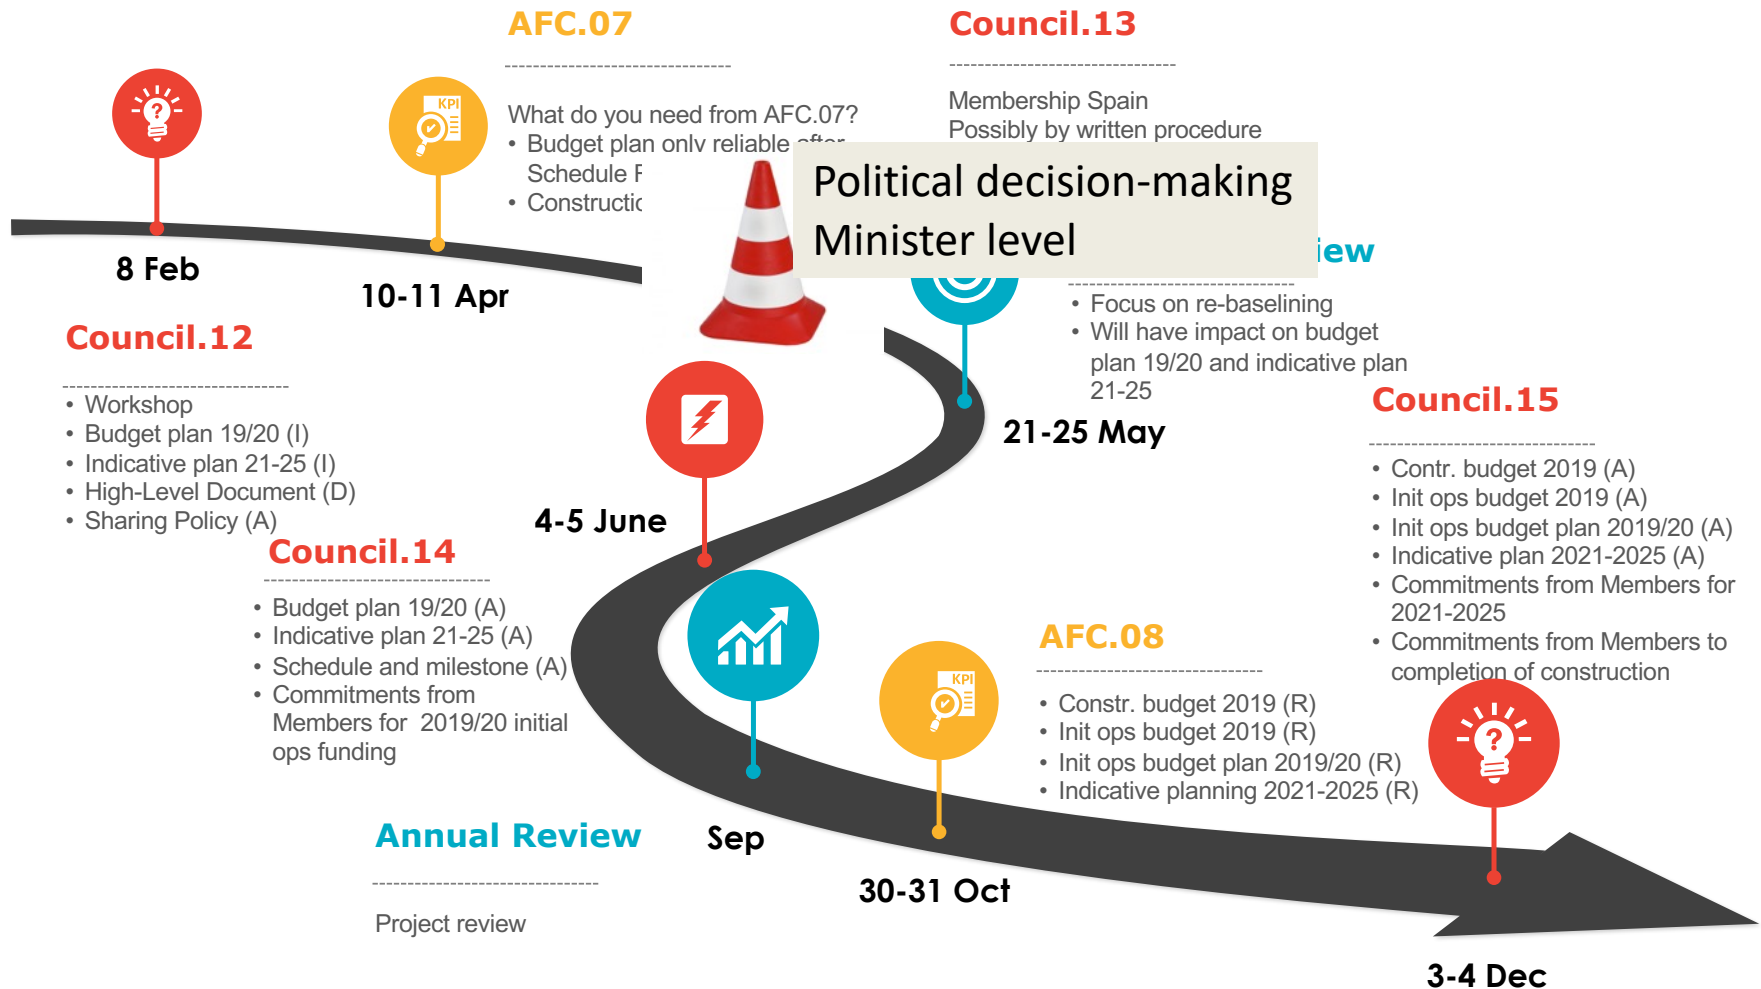 AFC.07
What do you need from AFC.07?
• Budget plan only reliable after
Schedule
• 
Council.13
Membership Spain
Possibly by written procedure
Political decision-making
Minister level
• Focus on re-baselining
• Will have impact on budget
plan 19/20 and indicative plan
21-25
8 Feb
10-11 Apr
KPI
?
Council.12
• Workshop
• Budget plan 19/20 (I)
• Indicative plan 21-25 (I)
• High-Level Document (D)
• Sharing Policy (A)
21-25 May
4-5 June
Council.14
• Budget plan 19/20 (A)
• Indicative plan 21-25 (A)
• Schedule and milestone (A)
• Commitments from
Members for 2019/20 initial
ops funding
Council.15
• Contr. budget 2019 (A)
• Init ops budget 2019 (A)
• Init ops budget plan 2019/20 (A)
• Indicative plan 2021-2025 (A)
• Commitments from Members for
2021-2025
• Commitments from Members to
completion of construction
AFC.08
• Constr. budget 2019 (R)
• Init ops budget 2019 (R)
• Init ops budget plan 2019/20 (R)
• Indicative planning 2021-2025 (R)
KPI
?
Annual Review
Project review
Sep
30-31 Oct
3-4 Dec